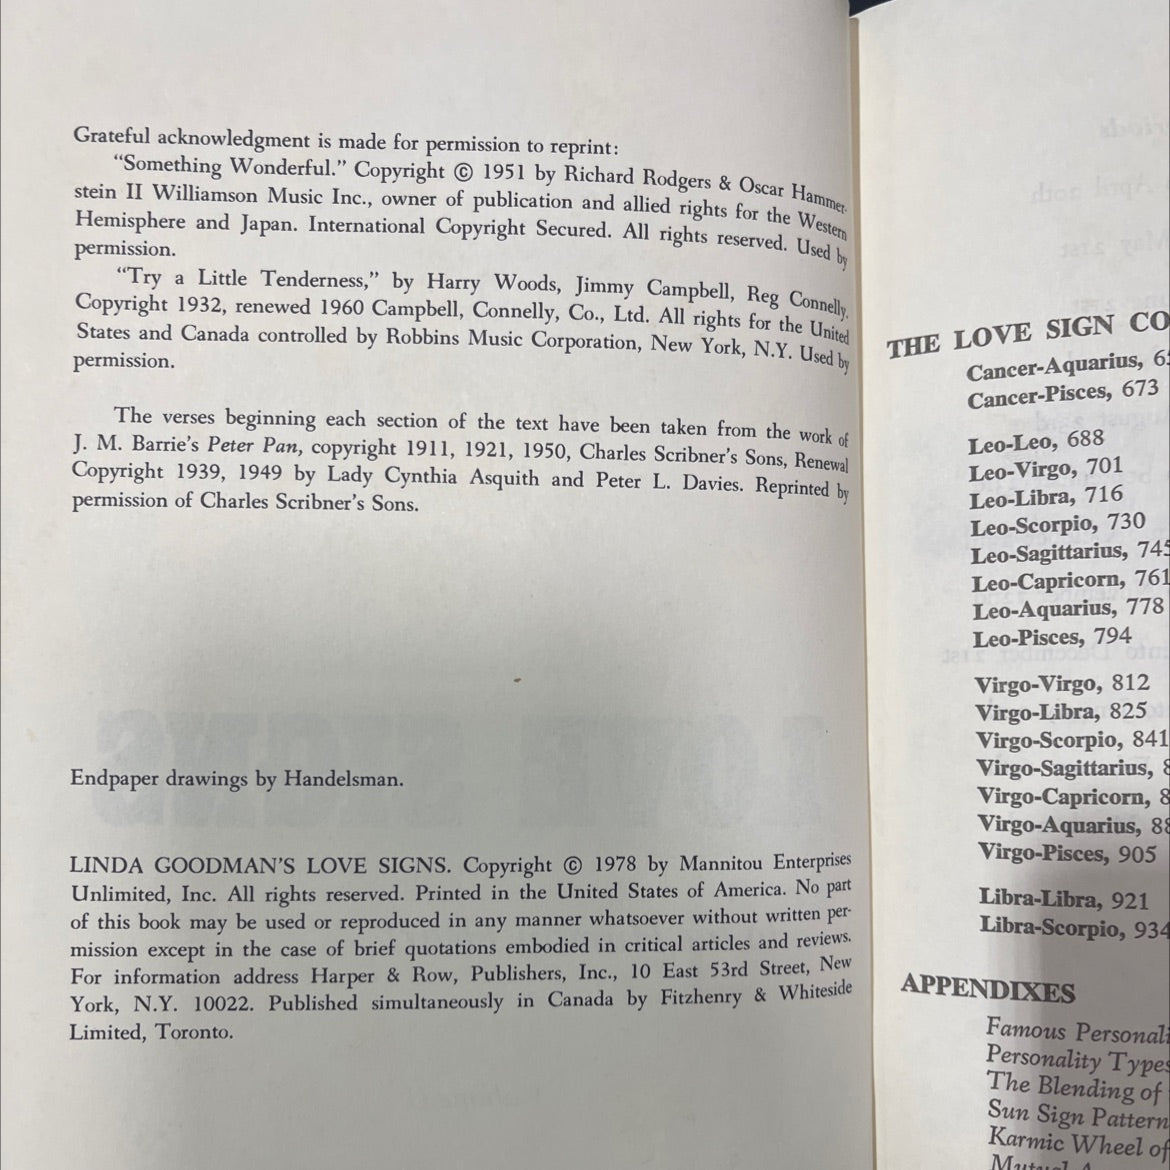 Grateful acknowledgment is made for permission to reprint:
"Something Wonderful." Copyright © 1951 by Richard Rodgers & Oscar Hammer-
stein II Williamson Music Inc., owner of publication and allied rights for the Western
Hemisphere and Japan. International Copyright Secured. All rights reserved. Used by
permission.
"Try a Little Tenderness," by Harry Woods, Jimmy Campbell, Reg Connelly.
Copyright 1932, renewed 1960 Campbell, Connelly, Co., Ltd. All rights for the United
States and Canada controlled by Robbins Music Corporation, New York, N.Y. Used by
permission.
The verses beginning each section of the text have been taken from the work of
J. M. Barrie's Peter Pan, copyright 1911, 1921, 1950, Charles Scribner's Sons, Renewal
Copyright 1939, 1949 by Lady Cynthia Asquith and Peter L. Davies. Reprinted by
permission of Charles Scribner's Sons.
Endpaper drawings by Handelsman.
LINDA GOODMAN'S LOVE SIGNS. Copyright © 1978 by Mannitou Enterprises
Unlimited, Inc. All rights reserved. Printed in the United States of America. No part
of this book may be used or reproduced in any manner whatsoever without written per-
mission except in the case of brief quotations embodied in critical articles and reviews.
For information address Harper & Row, Publishers, Inc., 10 East 53rd Street, New
York, N.Y. 10022. Published simultaneously in Canada by Fitzhenry & Whiteside
Limited, Toronto.
THE LOVE SIGN CO
Cancer-Aquarius,
Cancer-Pisces, 673
Leo-Leo, 688
Leo-Virgo, 701
Leo-Libra, 716
Leo-Scorpio, 730
Leo-Sagittarius, 745
Leo-Capricorn, 761
Leo-Aquarius, 778
Leo-Pisces, 794
Virgo-Virgo, 812
Virgo-Libra, 825
Virgo-Scorpio, 841
Virgo-Sagittarius,
Virgo-Capricorn,
Virgo-Aquarius,
Virgo-Pisces, 905
Libra-Libra, 921
Libra-Scorpio, 934
APPENDIXES
Famous Personali
Personality Types
The Blending of
Sun Sign Pattern
Karmic Wheel of